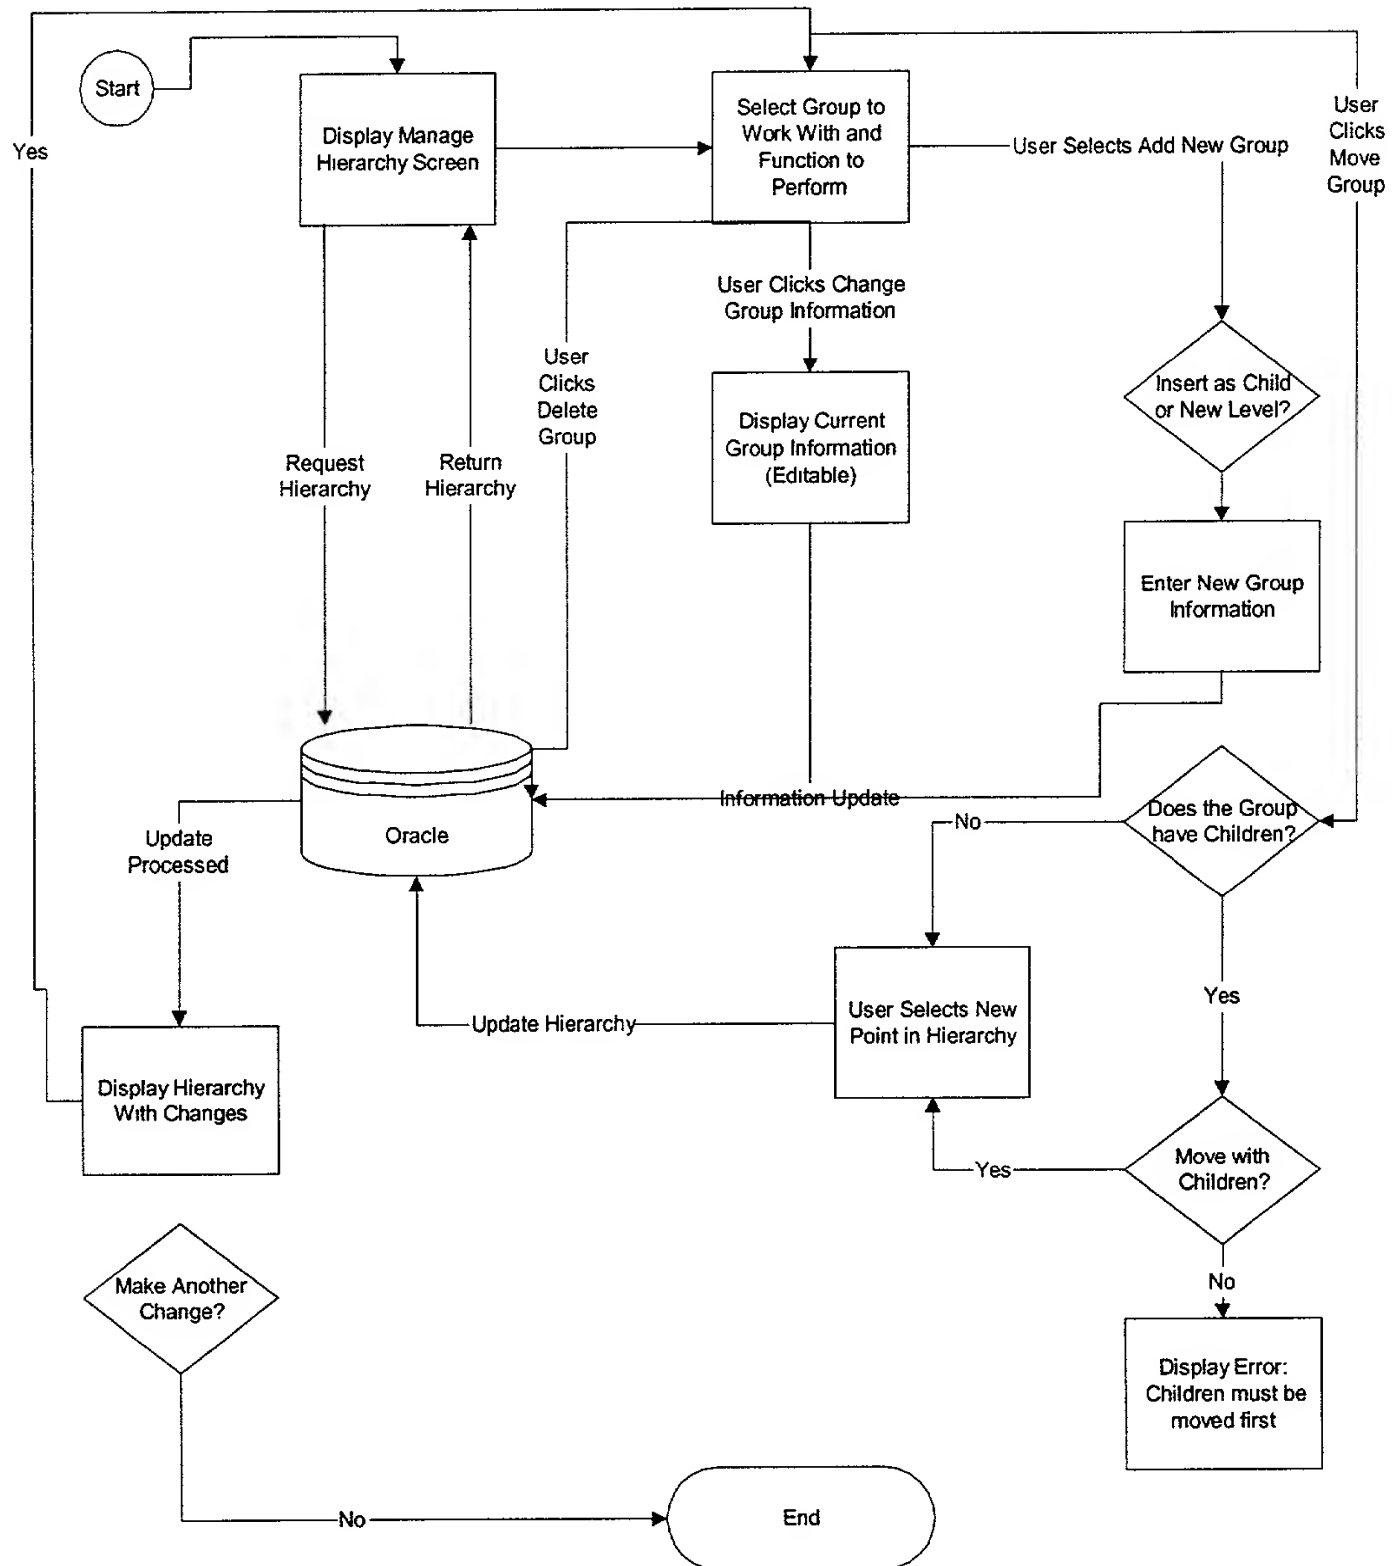 Start
Display Manage
Hierarchy Screen
Select Group to
Work With and
Function to
Perform
User Selects Add New Group
User
Clicks
Move
Group
Yes
User Clicks Change
Group Information
User
Clicks
Delete
Group
Insert as Child
or New Level?
Display Current
Group Information
(Editable)
Request
Hierarchy
Return
Hierarchy
Enter New Group
Information
Information Update
Does the Group
have Children?
No
Oracle
Update
Processed
Yes
User Selects New
Point in Hierarchy
Update Hierarchy
Display Hierarchy
With Changes
Move with
Children?
Yes
No
Make Another
Change?
Display Error:
Children must be
moved first
No
End